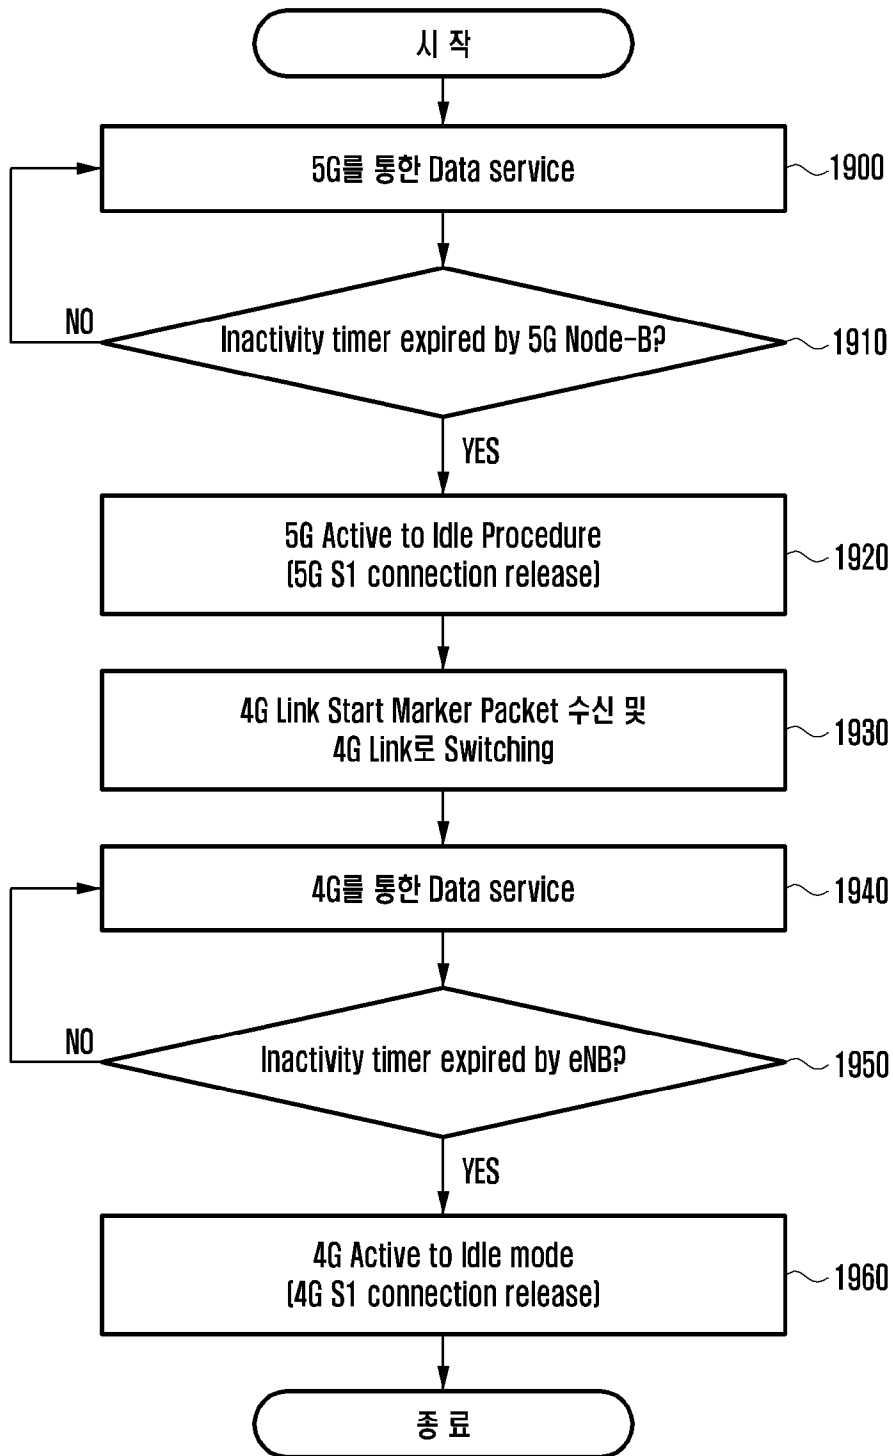 시 작
5G를 통한 Data service
1900
NO
Inactivity timer expired by 5G Node-B?
1910
YES
5G Active to Idle Procedure
(5G S1 connection release)
1920
4G Link Start Marker Packet 수신 및
4G Link로 Switching
1930
4G를 통한 Data service
1940
NO
Inactivity timer expired by eNB?
1950
YES
4G Active to Idle mode
(4G S1 connection release)
1960
종 료